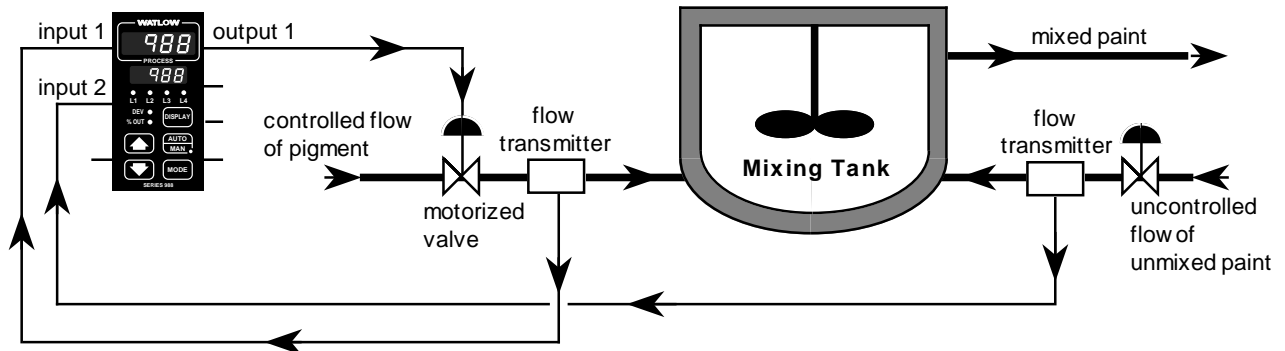 input 1
WATLOW
988
output 1
PROCESS
988
input 2
L1 L2 L3 L4
DEV
% OUT
DISPLAY
AUTO
MAN
MODE
SERIES 988
controlled flow
of pigment
motorized
valve
flow
transmitter
Mixing Tank
mixed paint
flow
transmitter
uncontrolled
flow of
unmixed paint